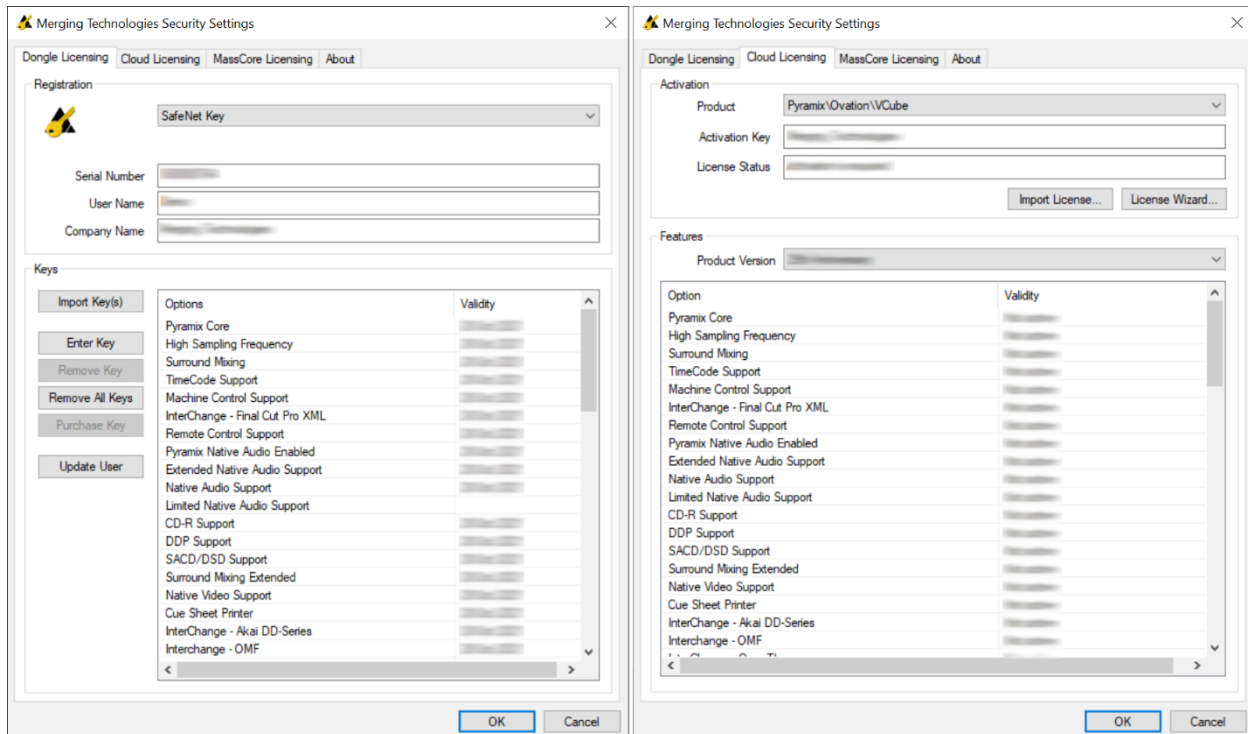 Merging Technologies Security Settings
Dongle Licensing Cloud Licensing MassCore Licensing About
Registration
SafeNet Key
Serial Number
User Name
Company Name
Keys
Import Key(s)
Enter Key
Remove Key
Remove All Keys
Purchase Key
Update User
Options Validity
Pyramix Core
High Sampling Frequency
Surround Mixing
TimeCode Support
Machine Control Support
InterChange - Final Cut Pro XML
Remote Control Support
Pyramix Native Audio Enabled
Extended Native Audio Support
Native Audio Support
Limited Native Audio Support
CD-R Support
DDP Support
SACD/DSD Support
Surround Mixing Extended
Native Video Support
Cue Sheet Printer
InterChange - Akai DD-Series
Interchange - OMF
OK Cancel
Merging Technologies Security Settings
Dongle Licensing Cloud Licensing MassCore Licensing About
Activation
Product Pyramix\Ovation\VCube
Activation Key
License Status
Import License... License Wizard...
Features
Product Version
Option Validity
Pyramix Core
High Sampling Frequency
Surround Mixing
TimeCode Support
Machine Control Support
InterChange - Final Cut Pro XML
Remote Control Support
Pyramix Native Audio Enabled
Extended Native Audio Support
Native Audio Support
Limited Native Audio Support
CD-R Support
DDP Support
SACD/DSD Support
Surround Mixing Extended
Native Video Support
Cue Sheet Printer
InterChange - Akai DD-Series
Interchange - OMF
OK Cancel